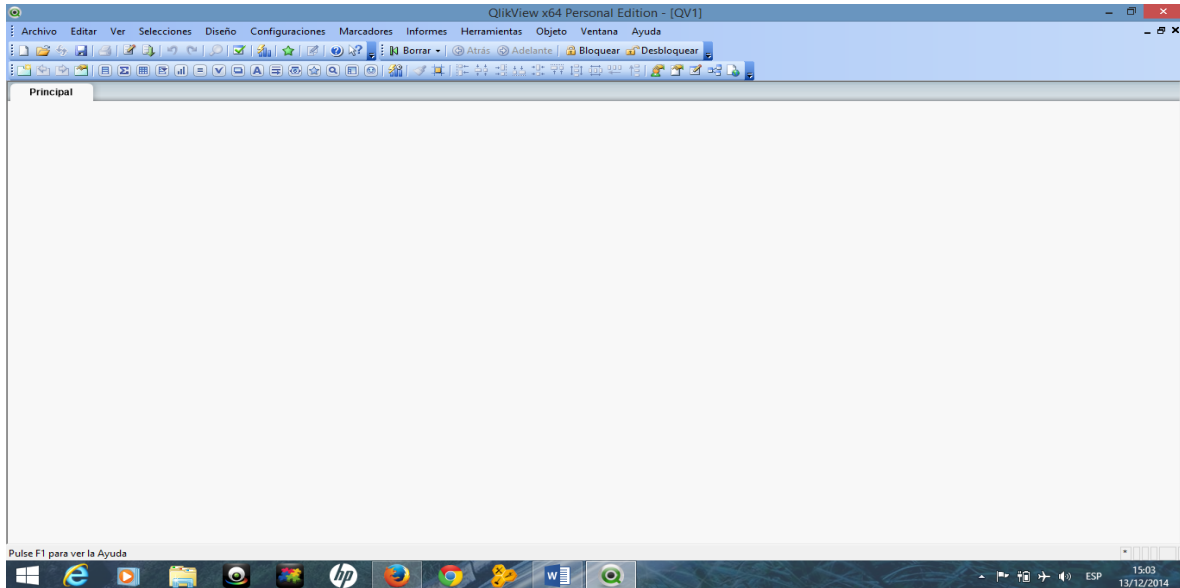 QlikView x64 Personal Edition - [QV1]
Archivo Editar Ver Selecciones Diseño Configuraciones Marcadores Informes Herramientas Objeto Ventana Ayuda
Borrar Atrás Adelante Bloquear Desbloquear
Principal
Pulse F1 para ver la Ayuda
hp
ESP
15:03
13/12/2014